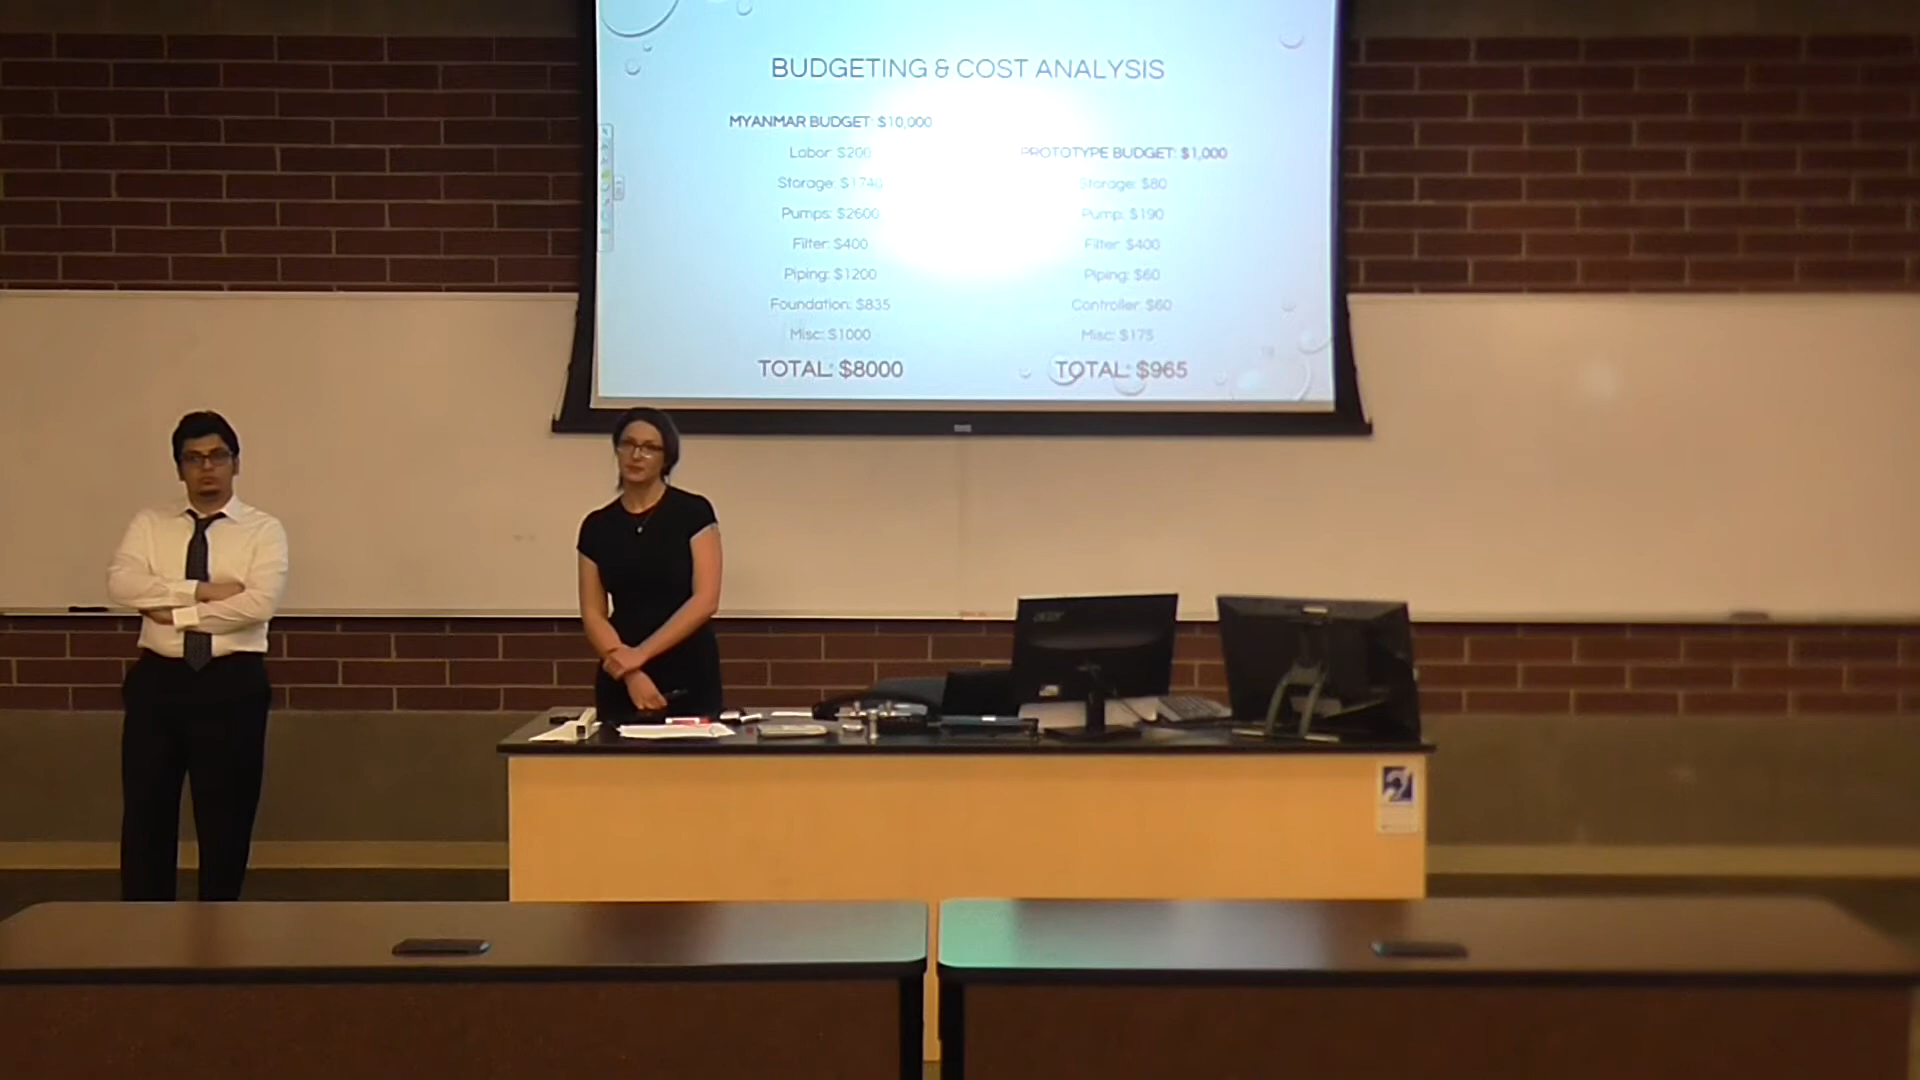 BUDGETING & COST ANALYSIS
MYANMAR BUDGET: $10,000
Labor: $200
Storage: $1740
Pumps: $2600
Filter: $400
Piping: $1200
Foundation: $835
Misc: $1000
TOTAL: $8000
PROTOTYPE BUDGET: $1,000
Storage: $80
Pump: $190
Filter: $400
Piping: $60
Controller: $60
Misc: $175
TOTAL: $965
acer